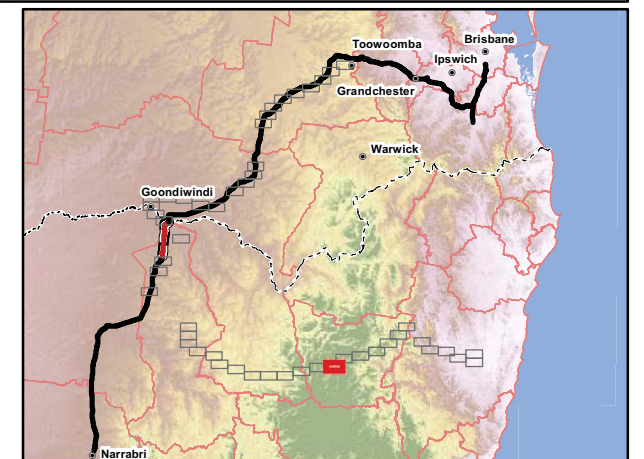 Brisbane
Toowoomba
Ipswich
Grandchester
Warwick
Goondiwindi
Narrabri